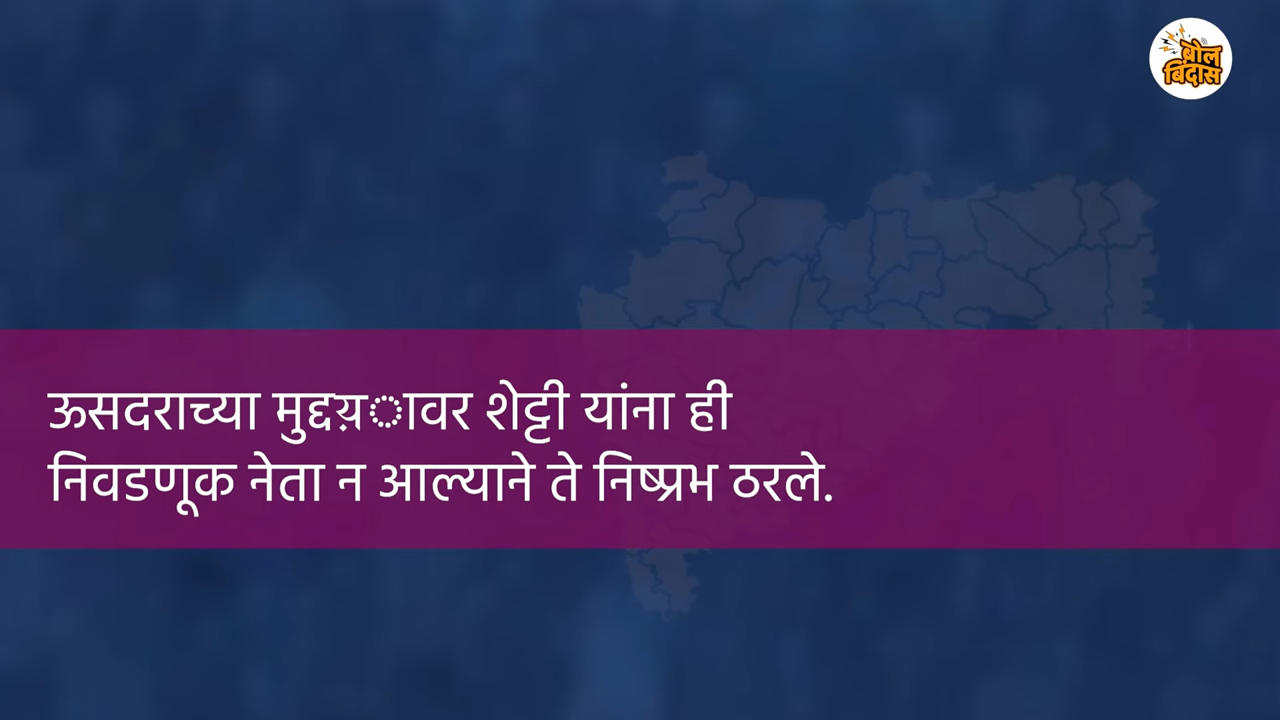 बोल
बिंदास
ऊसदराच्या मुद्दय़ावर शेट्टी यांना ही
निवडणूक नेता न आल्याने ते निष्प्रभ ठरले.